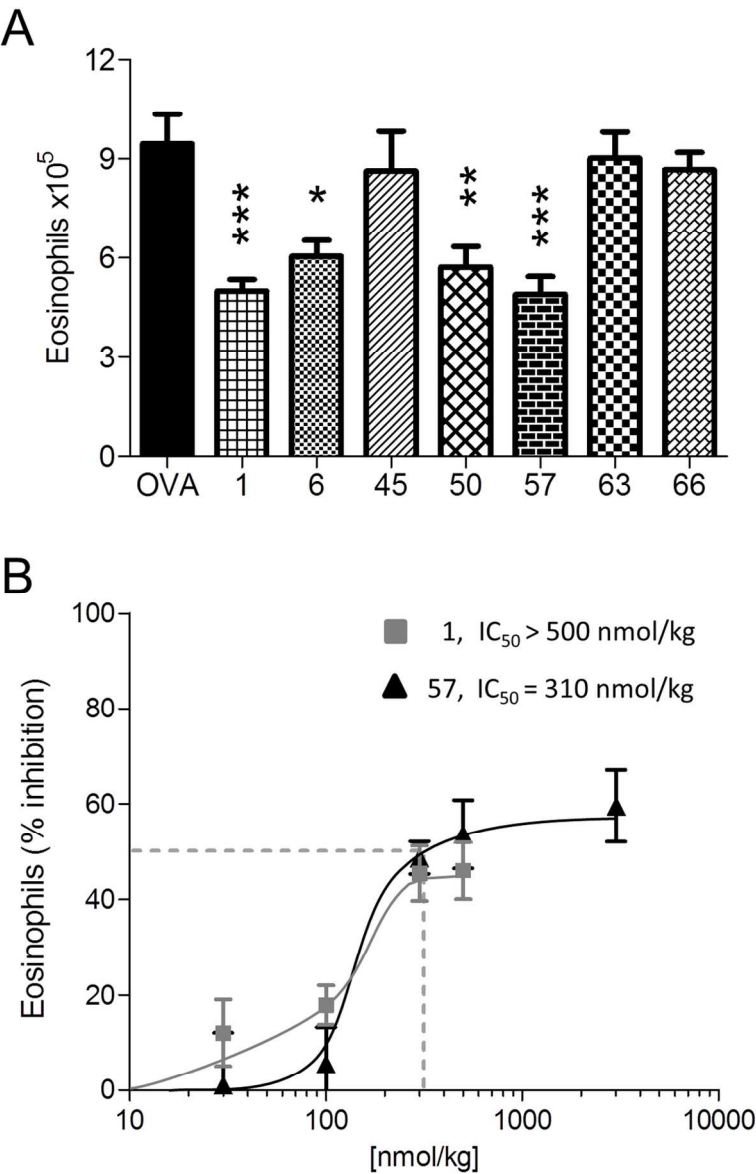 A
Eosinophils x10⁵
12
9
6
3
0
***
*
**
***
OVA 1 6 45 50 57 63 66
B
Eosinophils (% inhibition)
100
80
60
40
20
0
1, IC₅₀ > 500 nmol/kg
57, IC₅₀ = 310 nmol/kg
10 100 1000 10000
[nmol/kg]